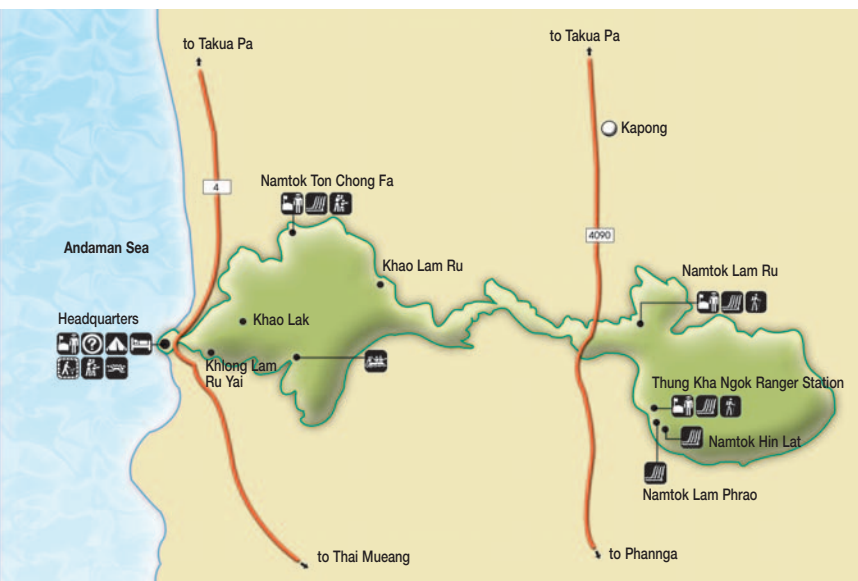 to Takua Pa
to Takua Pa
Kapong
4
Namtok Ton Chong Fa
4090
Andaman Sea
Khao Lam Ru
Namtok Lam Ru
Headquarters
?
Khao Lak
Khlong Lam
Ru Yai
Thung Kha Ngok Ranger Station
Namtok Hin Lat
Namtok Lam Phrao
to Thai Mueang
to Phannga